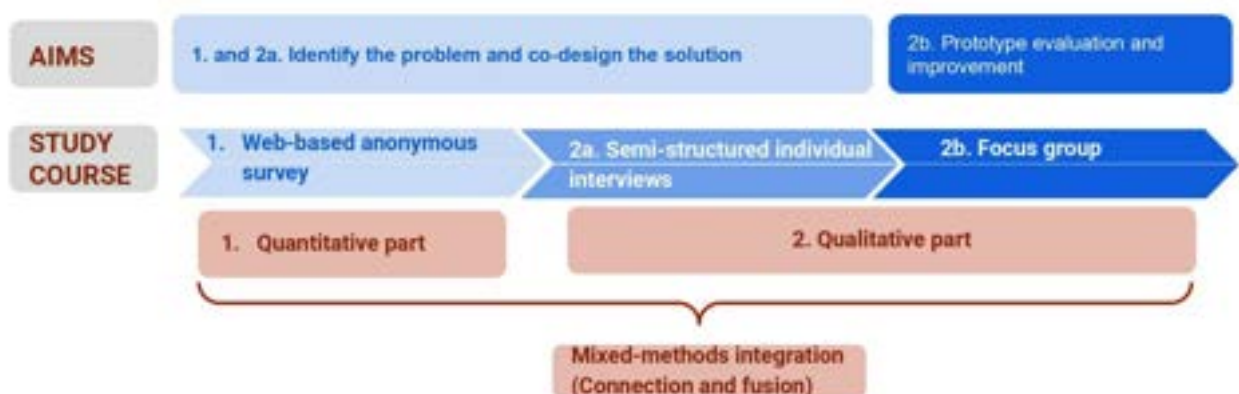 AIMS
1. and 2a. Identify the problem and co-design the solution
2b. Prototype evaluation and
improvement
STUDY
COURSE
1. Web-based anonymous
survey
2a. Semi-structured individual
interviews
2b. Focus group
1. Quantitative part
2. Qualitative part
Mixed-methods integration
(Connection and fusion)